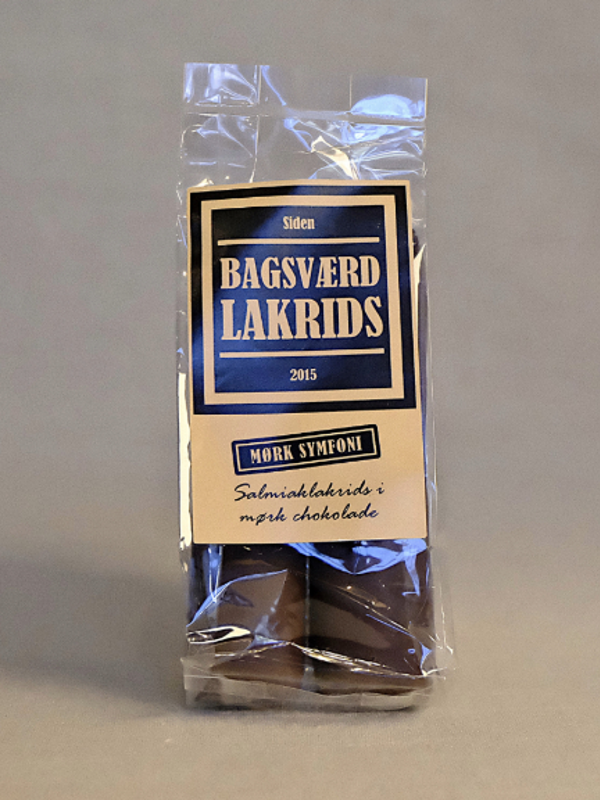 Siden
BAGSVÆRD
LAKRIDS
2015
MØRK SYMFONI
Salmiaklakrids i
mørk chokolade